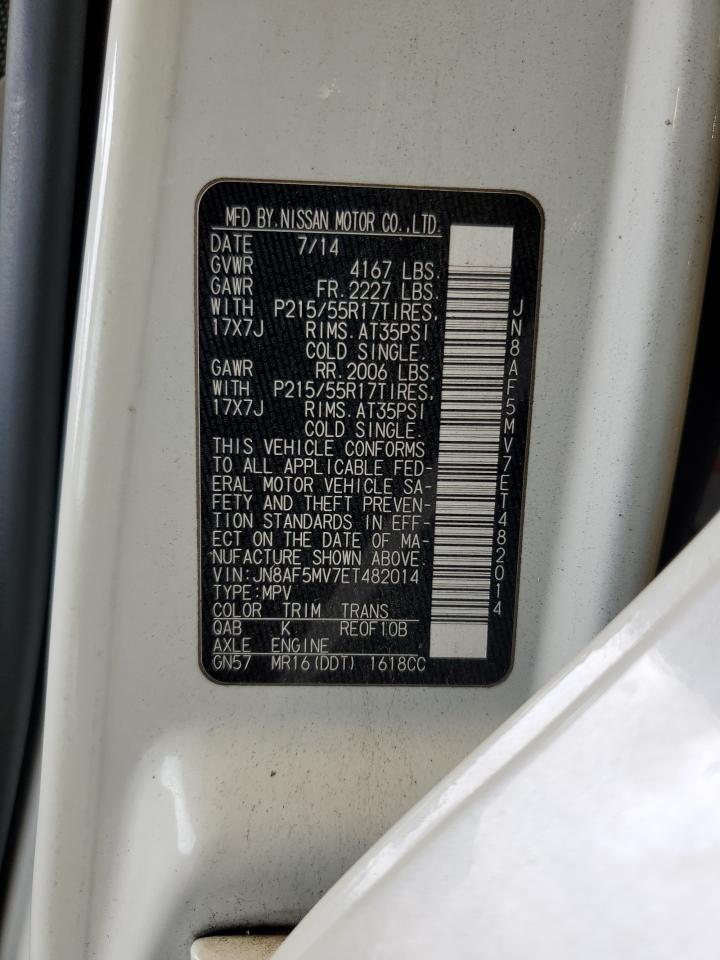 MFD BY.NISSAN MOTOR CO.,LTD.
DATE 7/14
GVWR 4167 LBS.
GAWR FR.2227 LBS.
WITH P215/55R17TIRES,
17X7J RIMS.AT35PSI
COLD SINGLE.
GAWR RR.2006 LBS.
WITH P215/55R17TIRES,
17X7J RIMS.AT35PSI
COLD SINGLE.
THIS VEHICLE CONFORMS
TO ALL APPLICABLE FED-
ERAL MOTOR VEHICLE SA-
FETY AND THEFT PREVEN-
TION STANDARDS IN EFF-
ECT ON THE DATE OF MA-
NUFACTURE SHOWN ABOVE.
VIN:JN8AF5MV7ET482014
TYPE:MPV
COLOR TRIM TRANS
QAB K RE0F10B
AXLE ENGINE
GN57 MR16(DDT) 1618CC
JN8AF5MV7ET482014